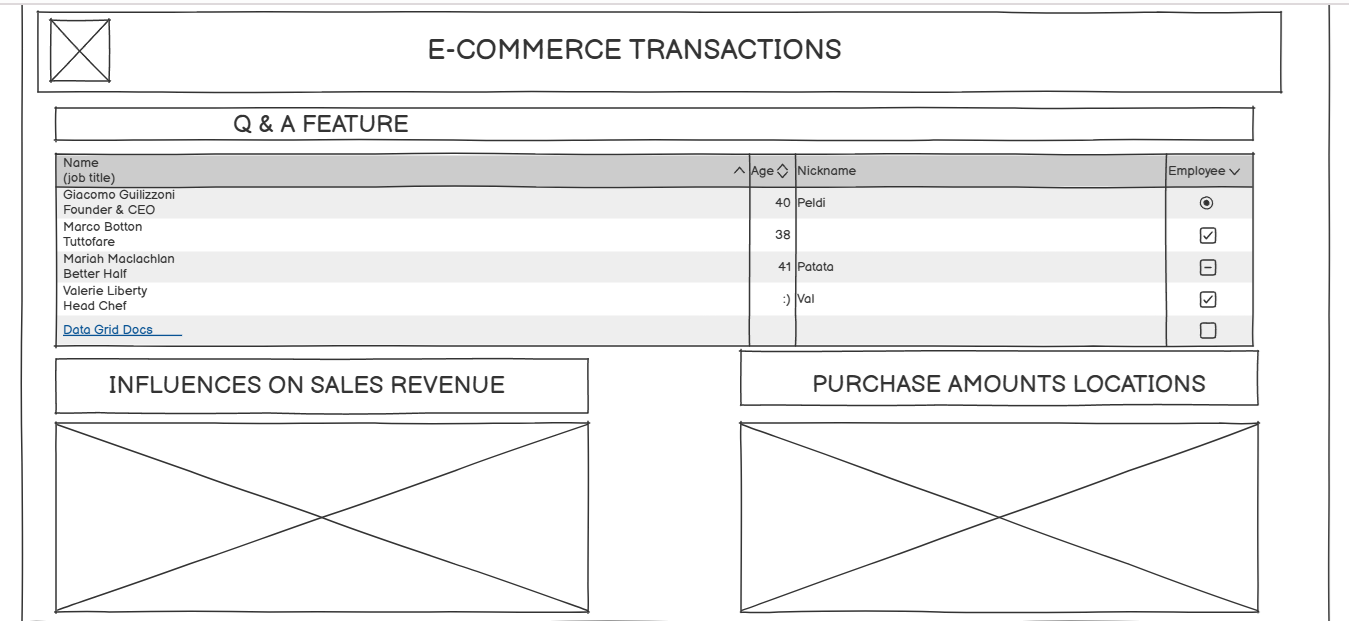 E-COMMERCE TRANSACTIONS
Q & A FEATURE
Name
(job title)
Age
Nickname
Employee
Giacomo Guilizzoni
Founder & CEO
40
Peldi
Marco Botton
Tuttofare
38
Mariah Maclachlan
Better Half
41
Patata
Valerie Liberty
Head Chef
:)
Val
Data Grid Docs
INFLUENCES ON SALES REVENUE
PURCHASE AMOUNTS LOCATIONS